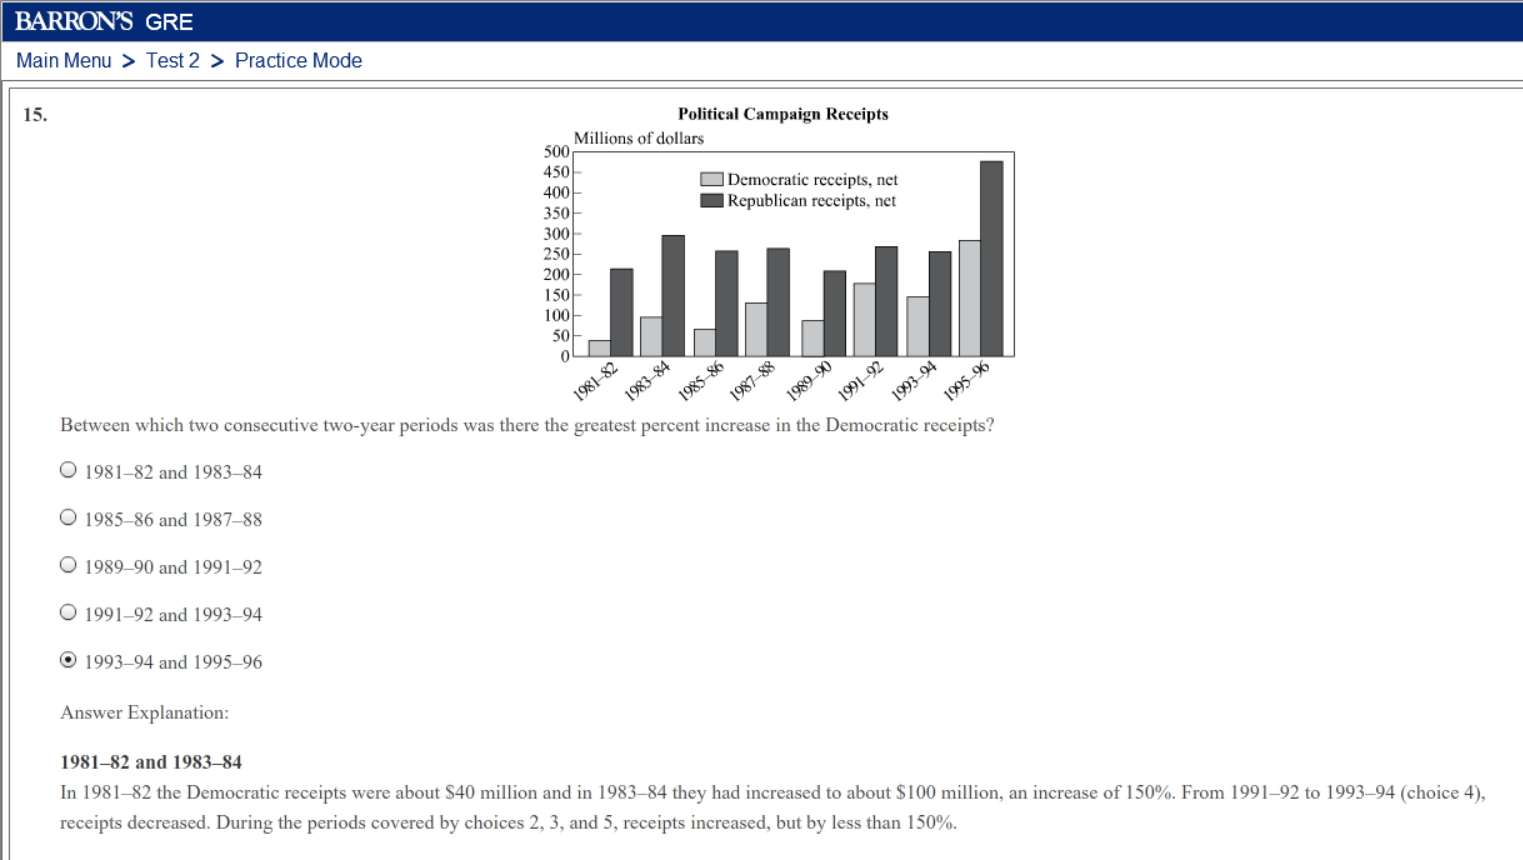 BARRON'S GRE
Main Menu > Test 2 > Practice Mode
15.
Political Campaign Receipts
Millions of dollars
500
450
400
350
300
250
200
150
100
50
0
Democratic receipts, net
Republican receipts, net
1981–82
1983–84
1985–86
1987–88
1989–90
1991–92
1993–94
1995–96
Between which two consecutive two-year periods was there the greatest percent increase in the Democratic receipts?
1981–82 and 1983–84
1985–86 and 1987–88
1989–90 and 1991–92
1991–92 and 1993–94
1993–94 and 1995–96
Answer Explanation:
1981–82 and 1983–84
In 1981–82 the Democratic receipts were about $40 million and in 1983–84 they had increased to about $100 million, an increase of 150%. From 1991–92 to 1993–94 (choice 4),
receipts decreased. During the periods covered by choices 2, 3, and 5, receipts increased, but by less than 150%.